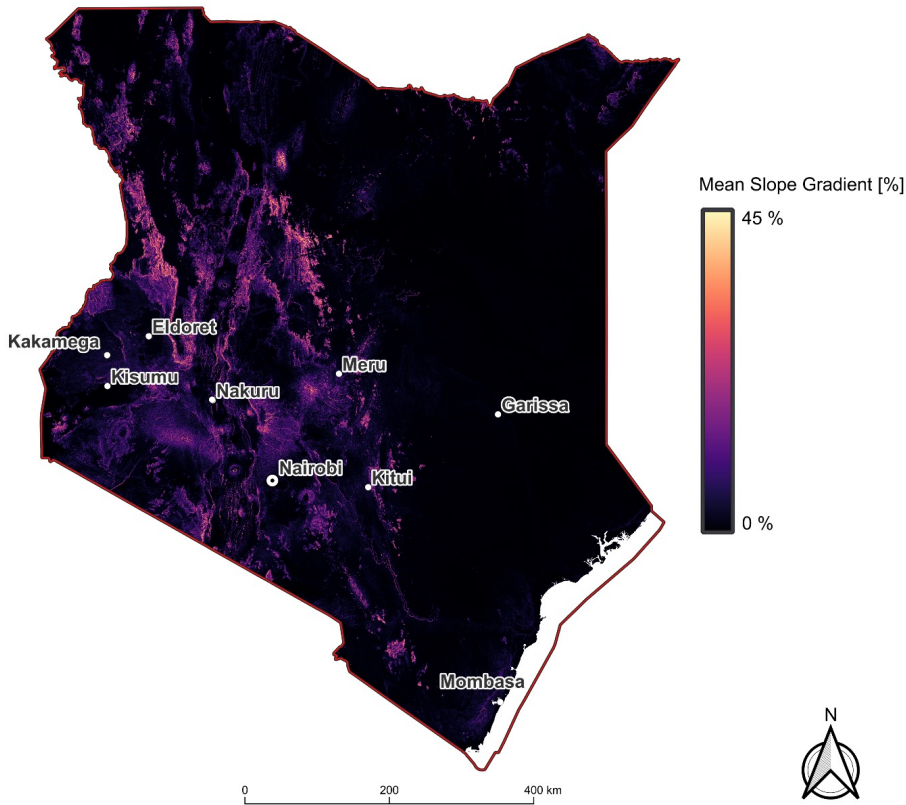 Mean Slope Gradient [%]
45 %
Eldoret
Kakamega
Meru
Kisumu
Nakuru
Garissa
Nairobi
Kitui
0 %
Mombasa
N
0 200 400 km